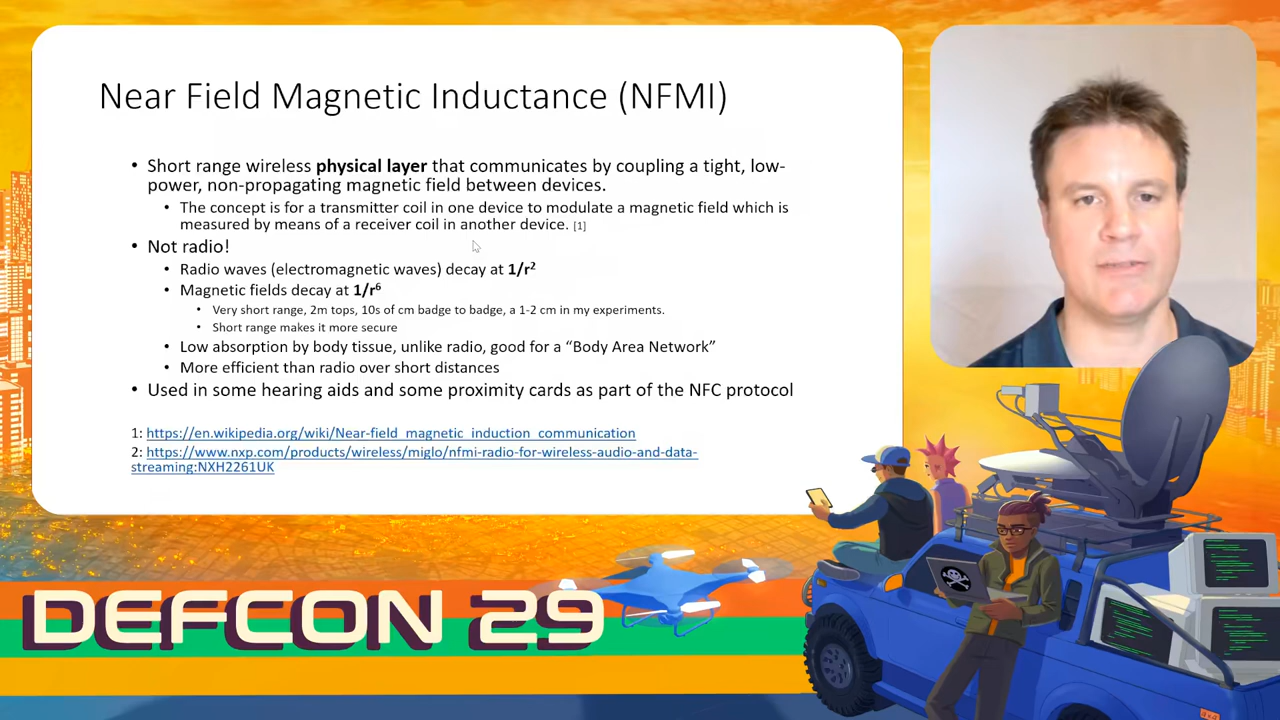 Near Field Magnetic Inductance (NFMI)
• Short range wireless physical layer that communicates by coupling a tight, low-
power, non-propagating magnetic field between devices.
• The concept is for a transmitter coil in one device to modulate a magnetic field which is
measured by means of a receiver coil in another device. [1]
• Not radio!
• Radio waves (electromagnetic waves) decay at 1/r²
• Magnetic fields decay at 1/r⁶
• Very short range, 2m tops, 10s of cm badge to badge, a 1-2 cm in my experiments.
• Short range makes it more secure
• Low absorption by body tissue, unlike radio, good for a “Body Area Network”
• More efficient than radio over short distances
• Used in some hearing aids and some proximity cards as part of the NFC protocol
1: https://en.wikipedia.org/wiki/Near-field_magnetic_induction_communication
2: https://www.nxp.com/products/wireless/miglo/nfmi-radio-for-wireless-audio-and-data-
streaming:NXH2261UK
DEFCON 29